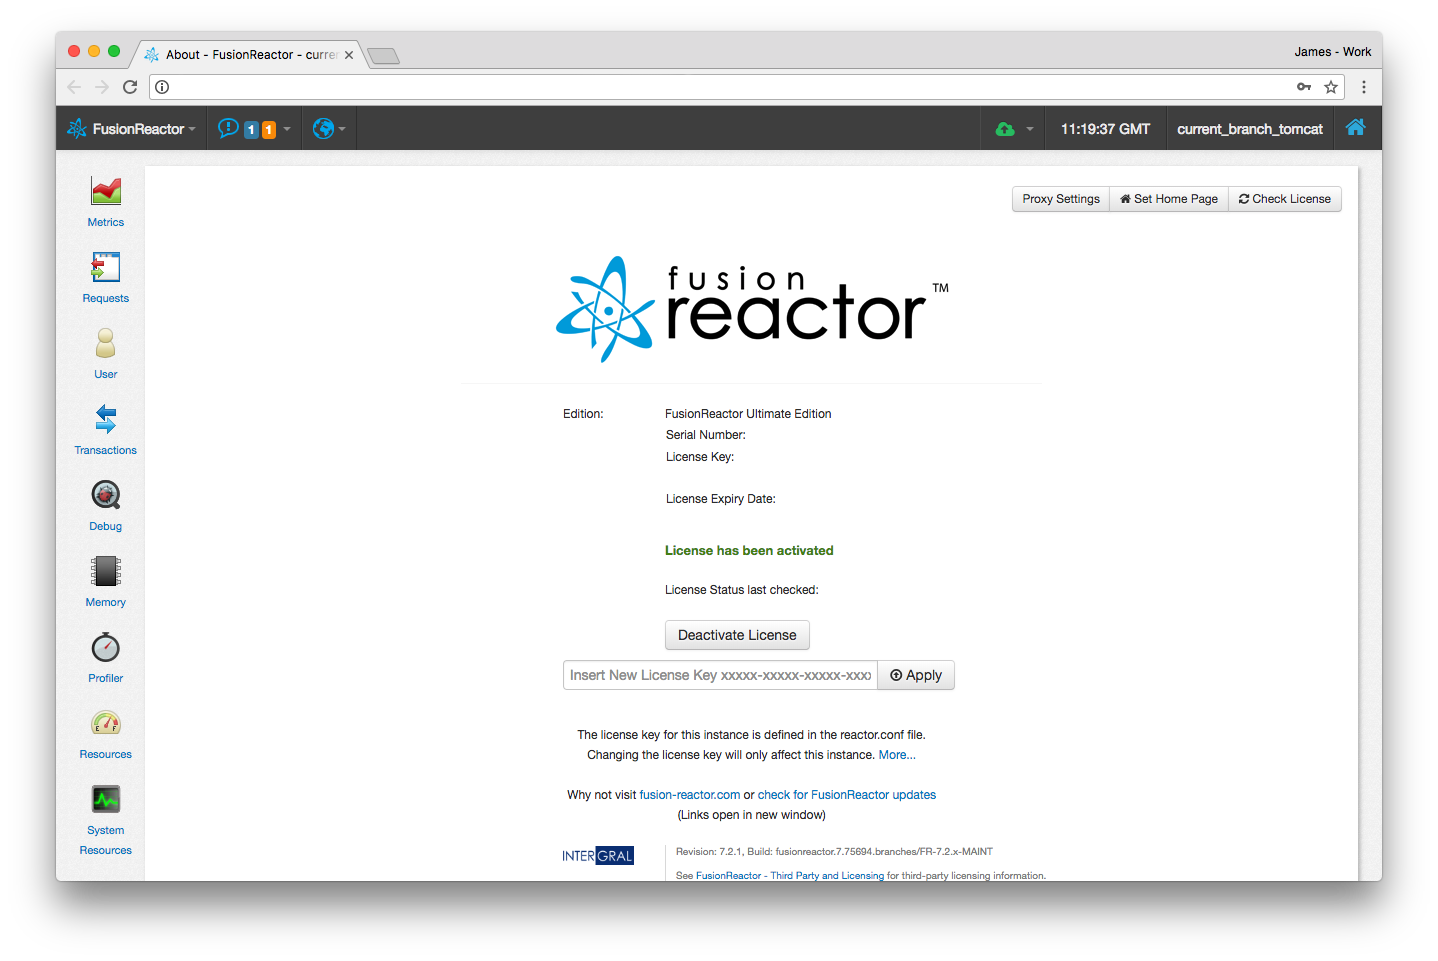 About - FusionReactor - curre
James - Work
FusionReactor
1 1
11:19:37 GMT
current_branch_tomcat
Metrics
Requests
User
Transactions
Debug
Memory
Profiler
Resources
System
Resources
Proxy Settings
Set Home Page
Check License
fusion
reactor TM
Edition:
FusionReactor Ultimate Edition
Serial Number:
License Key:
License Expiry Date:
License has been activated
License Status last checked:
Deactivate License
Insert New License Key xxxxx-xxxxx-xxxxx-xxxx
Apply
The license key for this instance is defined in the reactor.conf file.
Changing the license key will only affect this instance. More...
Why not visit fusion-reactor.com or check for FusionReactor updates
(Links open in new window)
INTERGRAL
Revision: 7.2.1, Build: fusionreactor.7.75694.branches/FR-7.2.x-MAINT
See FusionReactor - Third Party and Licensing for third-party licensing information.